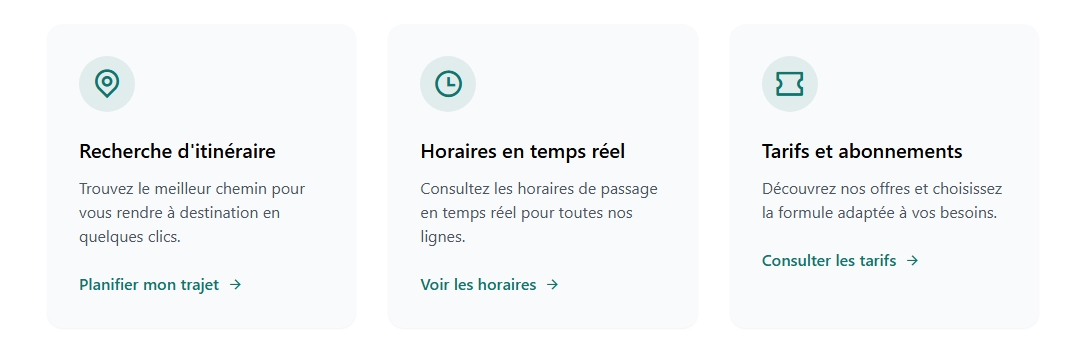 Recherche d'itinéraire
Trouvez le meilleur chemin pour
vous rendre à destination en
quelques clics.
Planifier mon trajet →
Horaires en temps réel
Consultez les horaires de passage
en temps réel pour toutes nos
lignes.
Voir les horaires →
Tarifs et abonnements
Découvrez nos offres et choisissez
la formule adaptée à vos besoins.
Consulter les tarifs →